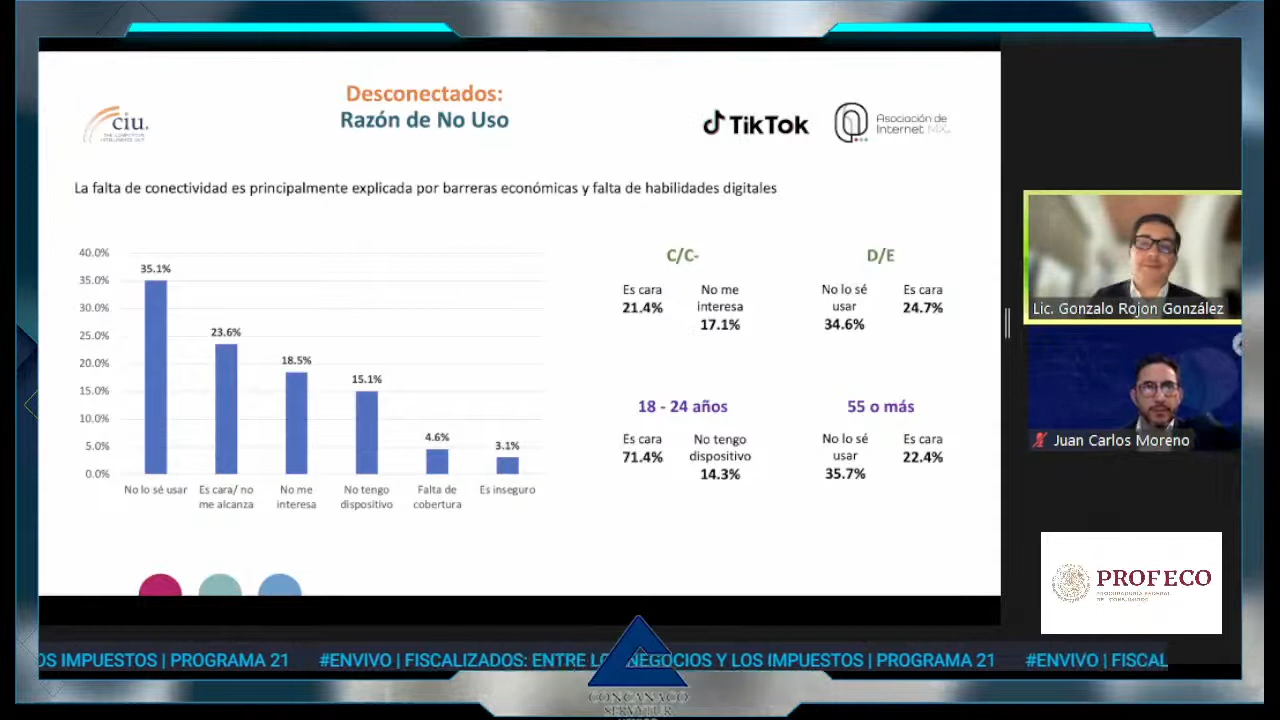 Desconectados:
Razón de No Uso
ciu.
TikTok
Asociación de
Internet MX.
La falta de conectividad es principalmente explicada por barreras económicas y falta de habilidades digitales
40.0%
35.0%
30.0%
25.0%
20.0%
15.0%
10.0%
5.0%
0.0%
35.1%
23.6%
18.5%
15.1%
4.6%
3.1%
No lo sé usar
Es cara/ no
me alcanza
No me
interesa
No tengo
dispositivo
Falta de
cobertura
Es inseguro
C/C-
Es cara
21.4%
No me
interesa
17.1%
D/E
No lo sé
usar
34.6%
Es cara
24.7%
18 - 24 años
Es cara
71.4%
No tengo
dispositivo
14.3%
55 o más
No lo sé
usar
35.7%
Es cara
22.4%
Lic. Gonzalo Rojon González
Juan Carlos Moreno
PROFECO
PROCURADURÍA FEDERAL
DEL CONSUMIDOR
OS IMPUESTOS | PROGRAMA 21 #ENVIVO | FISCALIZADOS: ENTRE LOS NEGOCIOS Y LOS IMPUESTOS | PROGRAMA 21 #ENVIVO | FISCAL
CONCANACO
SERVYTUR